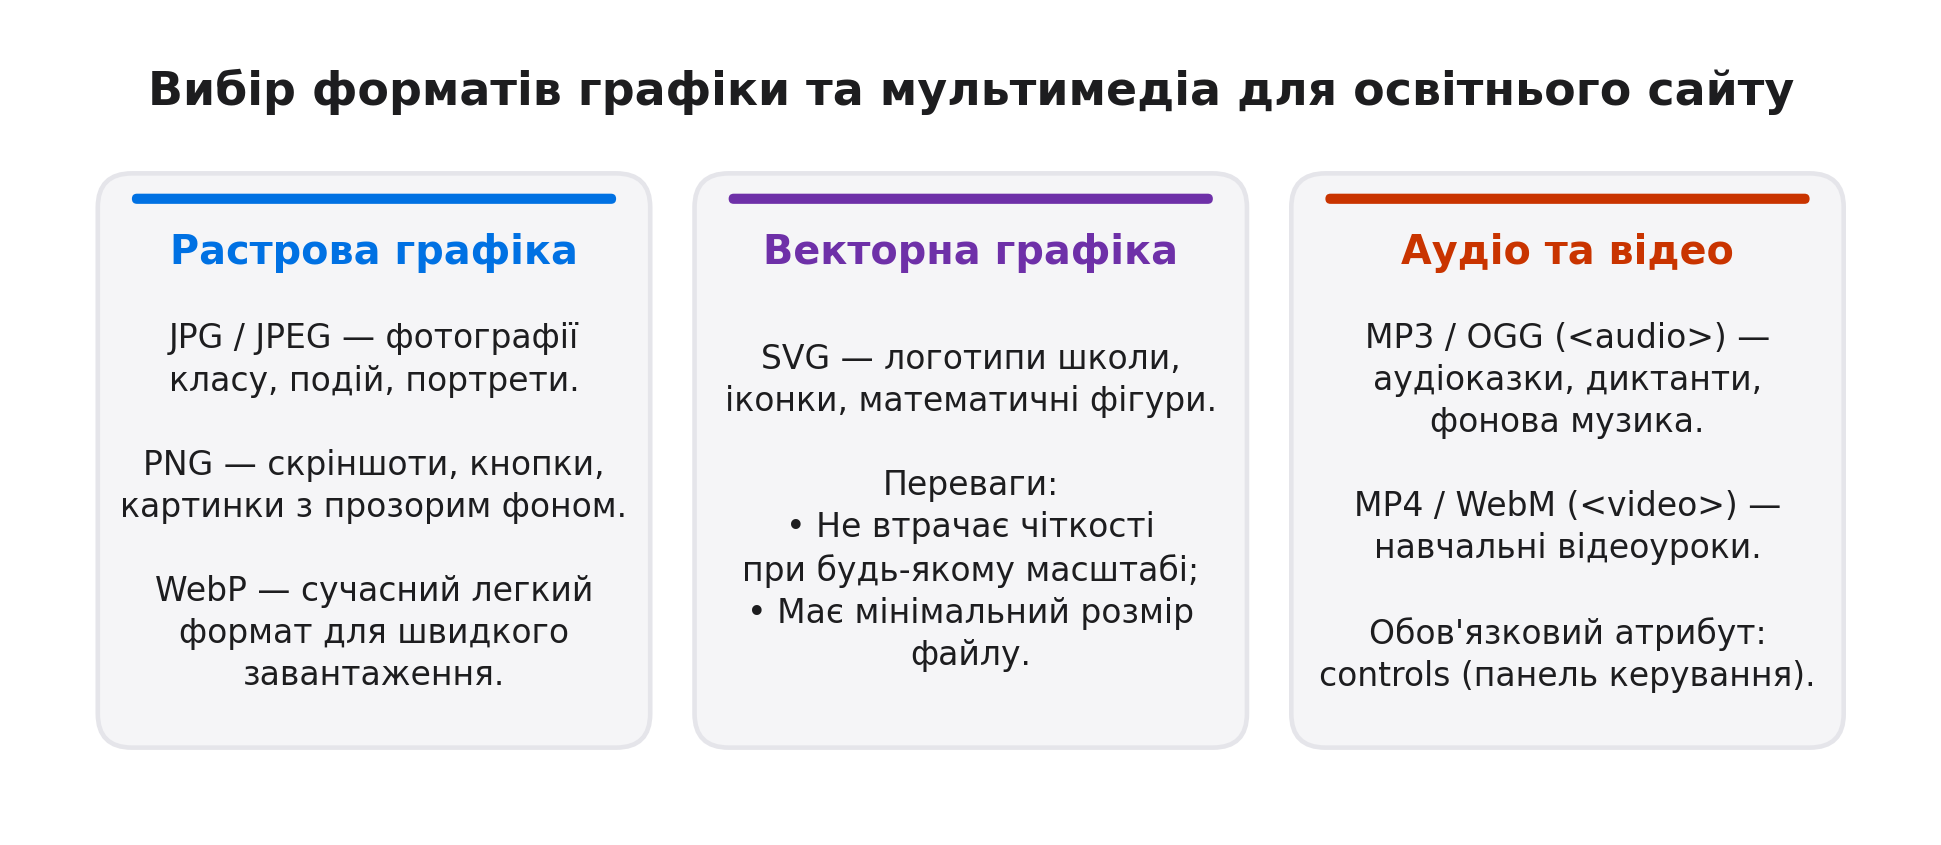 Вибір форматів графіки та мультимедіа для освітнього сайту
Растрова графіка
JPG / JPEG — фотографії
класу, подій, портрети.
PNG — скріншоти, кнопки,
картинки з прозорим фоном.
WebP — сучасний легкий
формат для швидкого
завантаження.
Векторна графіка
SVG — логотипи школи,
іконки, математичні фігури.
Переваги:
• Не втрачає чіткості
при будь-якому масштабі;
• Має мінімальний розмір
файлу.
Аудіо та відео
MP3 / OGG (<audio>) —
аудіоказки, диктанти,
фонова музика.
MP4 / WebM (<video>) —
навчальні відеоуроки.
Обов'язковий атрибут:
controls (панель керування).